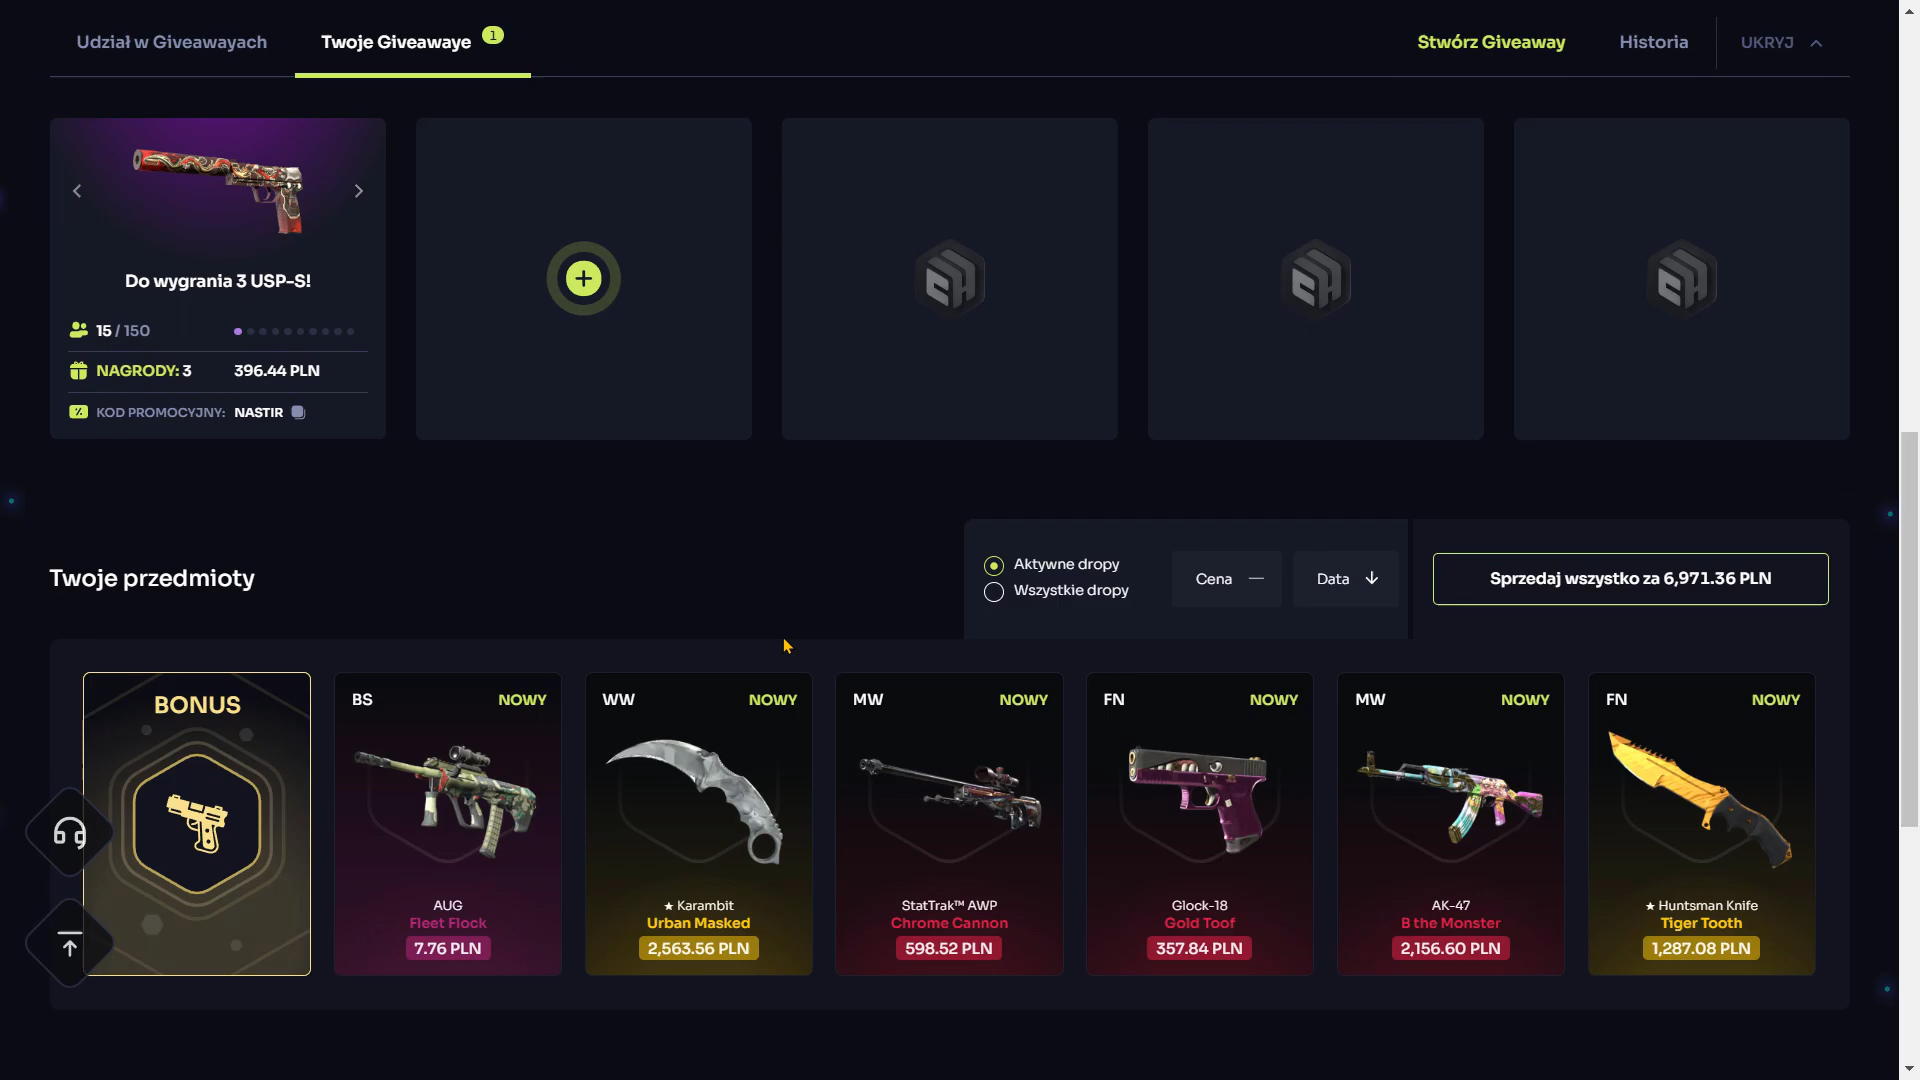 Udział w Giveawayach
Twoje Giveawaye 1
Stwórz Giveaway
Historia
UKRYJ
Do wygrania 3 USP-S!
15 / 150
NAGRODY: 3
396.44 PLN
KOD PROMOCYJNY: NASTIR
Twoje przedmioty
Aktywne dropy
Wszystkie dropy
Cena
Data
Sprzedaj wszystko za 6,971.36 PLN
BONUS
BS NOWY
AUG
Fleet Flock
7.76 PLN
WW NOWY
★ Karambit
Urban Masked
2,563.56 PLN
MW NOWY
StatTrak™ AWP
Chrome Cannon
598.52 PLN
FN NOWY
Glock-18
Gold Toof
357.84 PLN
MW NOWY
AK-47
B the Monster
2,156.60 PLN
FN NOWY
★ Huntsman Knife
Tiger Tooth
1,287.08 PLN